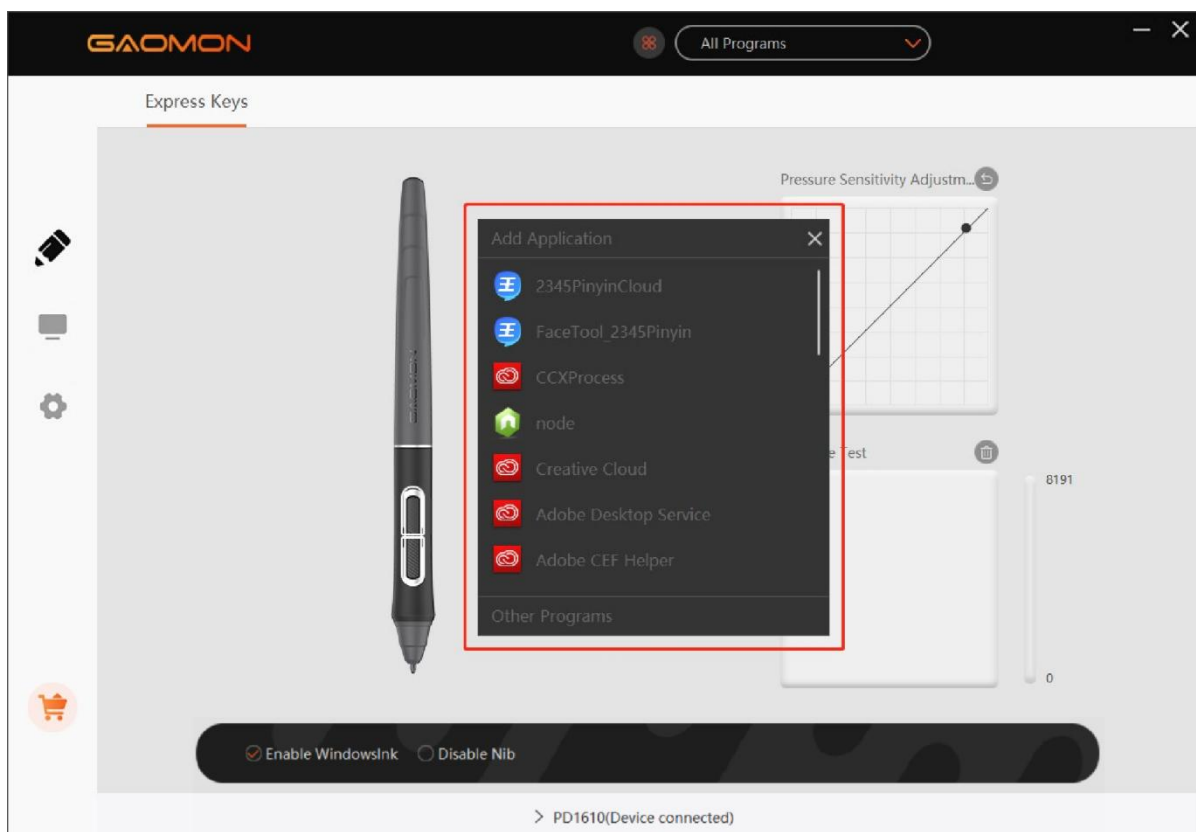 GAOMON
All Programs
Express Keys
Pressure Sensitivity Adjustm...
Add Application
2345PinyinCloud
FaceTool_2345Pinyin
CCXProcess
node
Creative Cloud
Adobe Desktop Service
Adobe CEF Helper
Other Programs
e Test
8191
0
GAOMON
Enable WindowsInk
Disable Nib
PD1610(Device connected)